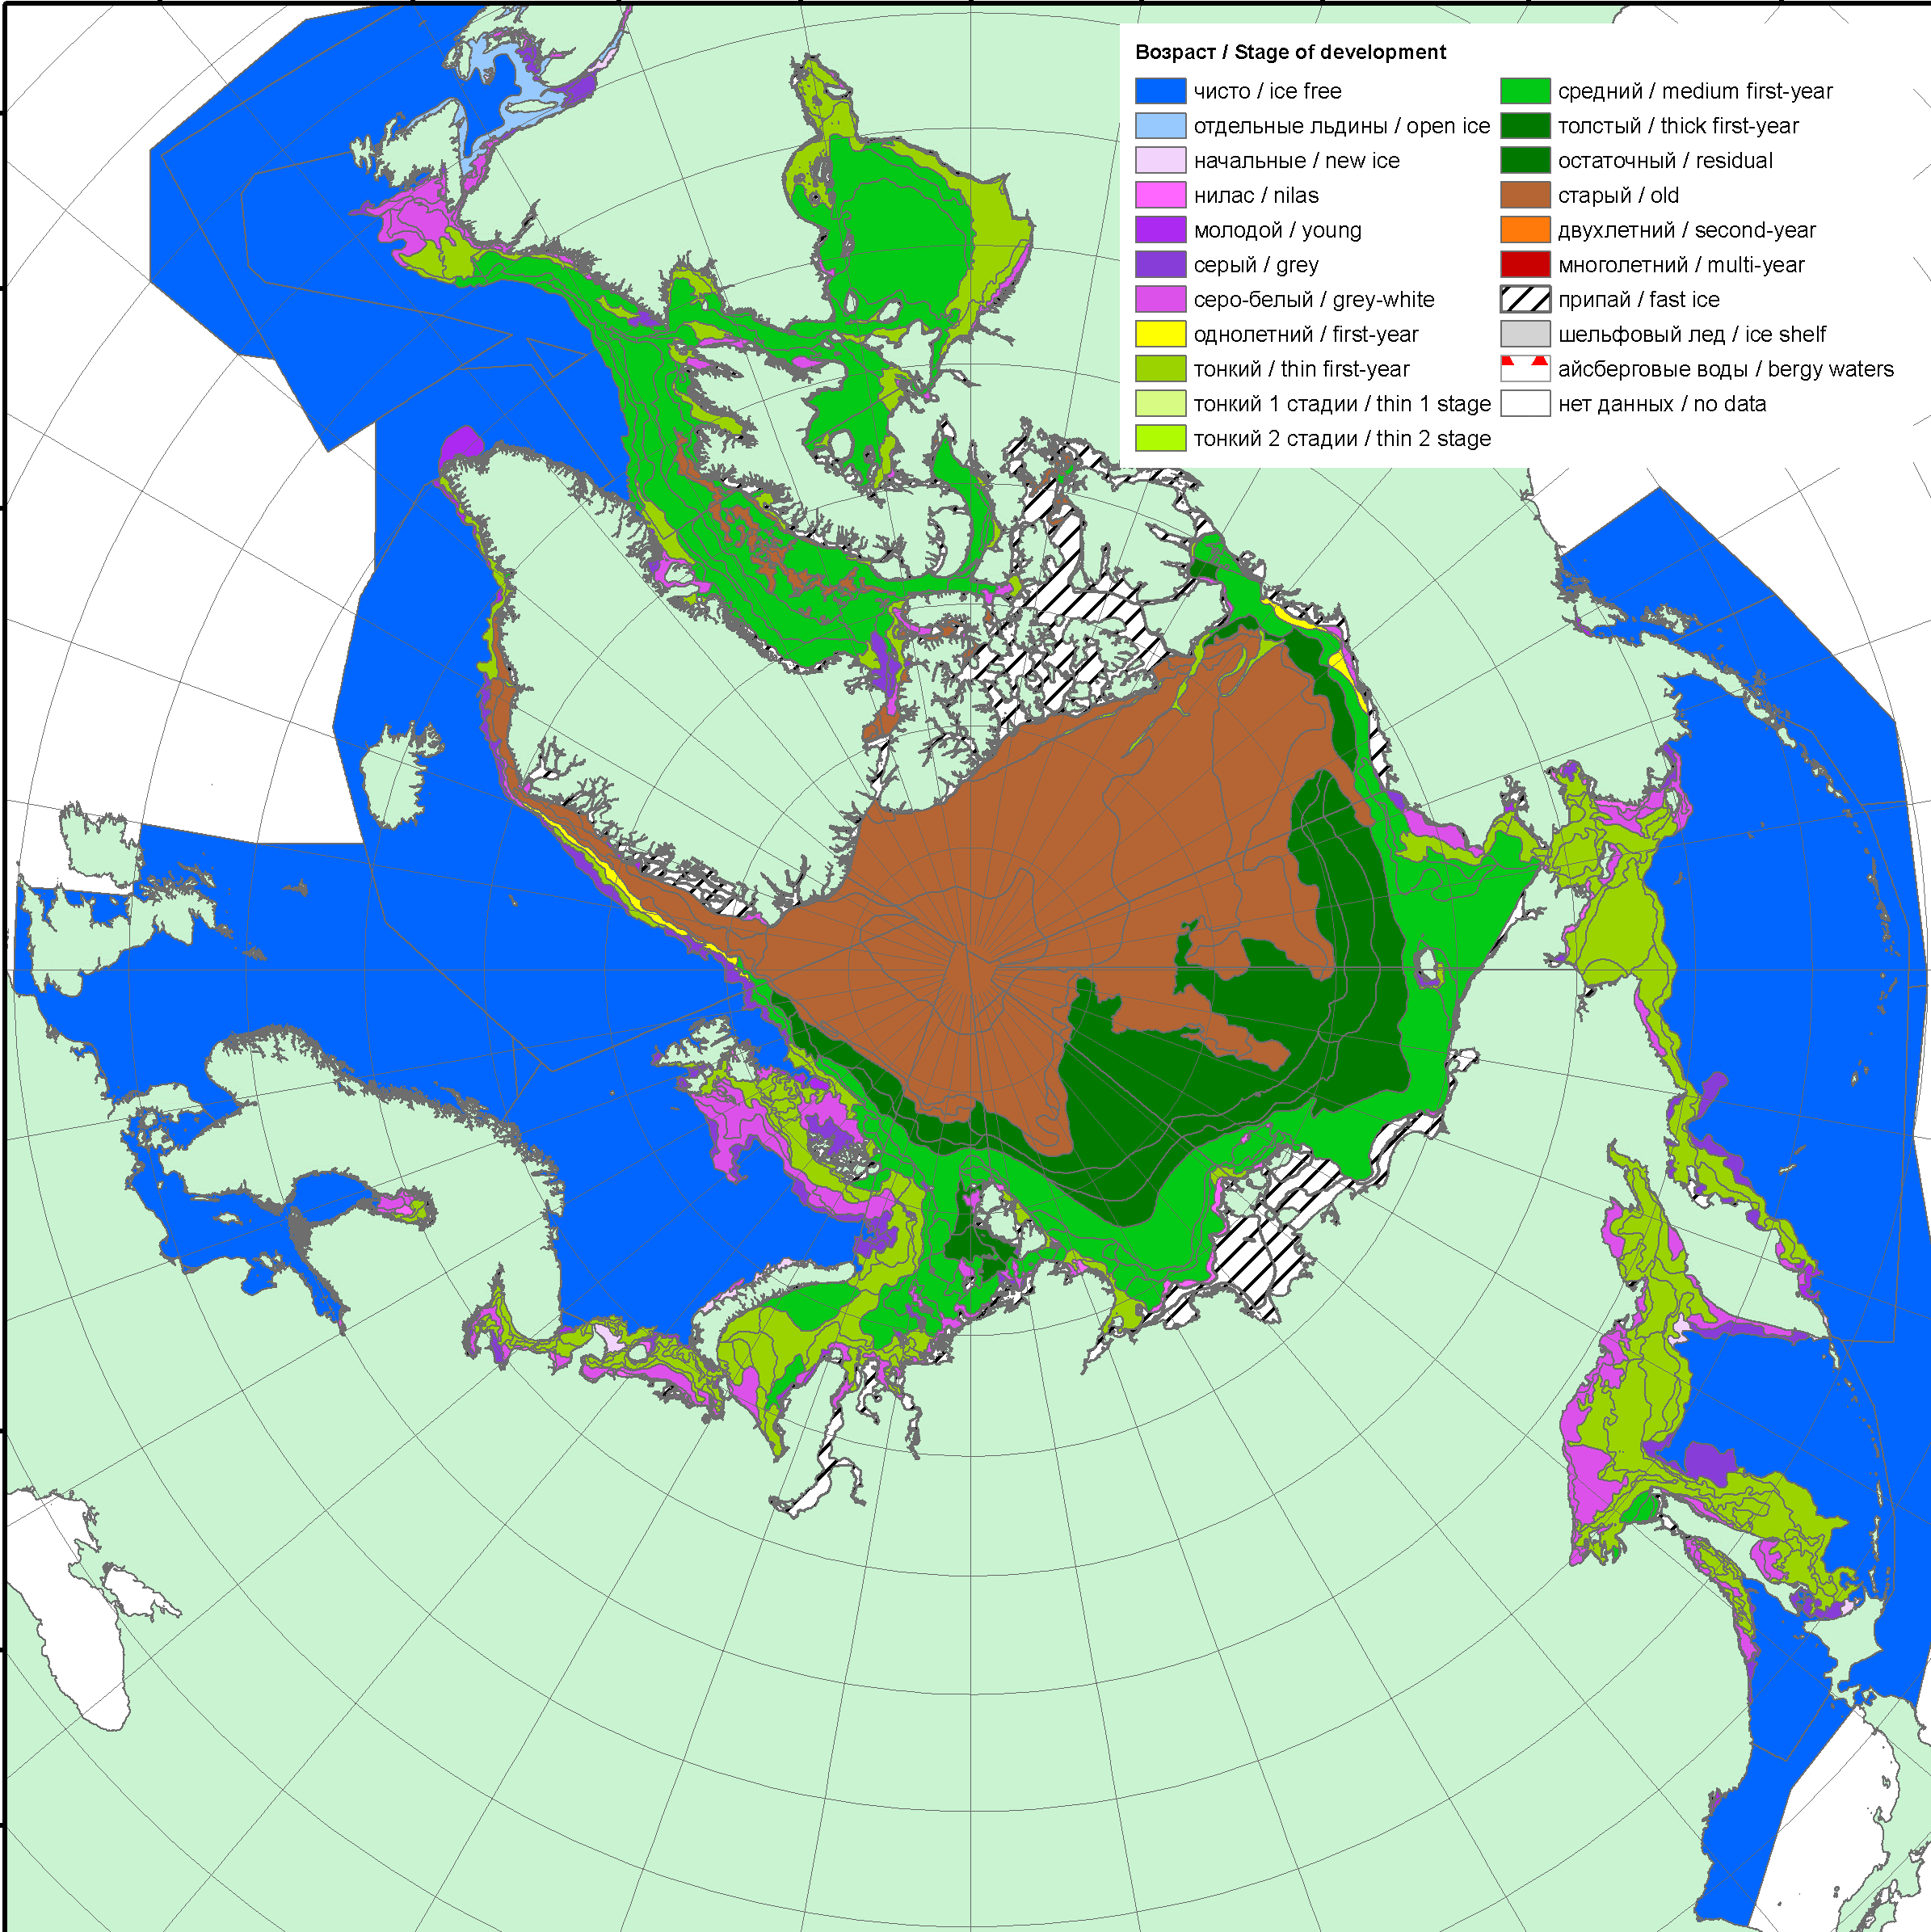 Возраст / Stage of development
чисто / ice free
отдельные льдины / open ice
начальные / new ice
нилас / nilas
молодой / young
серый / grey
серо-белый / grey-white
однолетний / first-year
тонкий / thin first-year
тонкий 1 стадии / thin 1 stage
тонкий 2 стадии / thin 2 stage
средний / medium first-year
толстый / thick first-year
остаточный / residual
старый / old
двухлетний / second-year
многолетний / multi-year
припай / fast ice
шельфовый лед / ice shelf
айсберговые воды / bergy waters
нет данных / no data